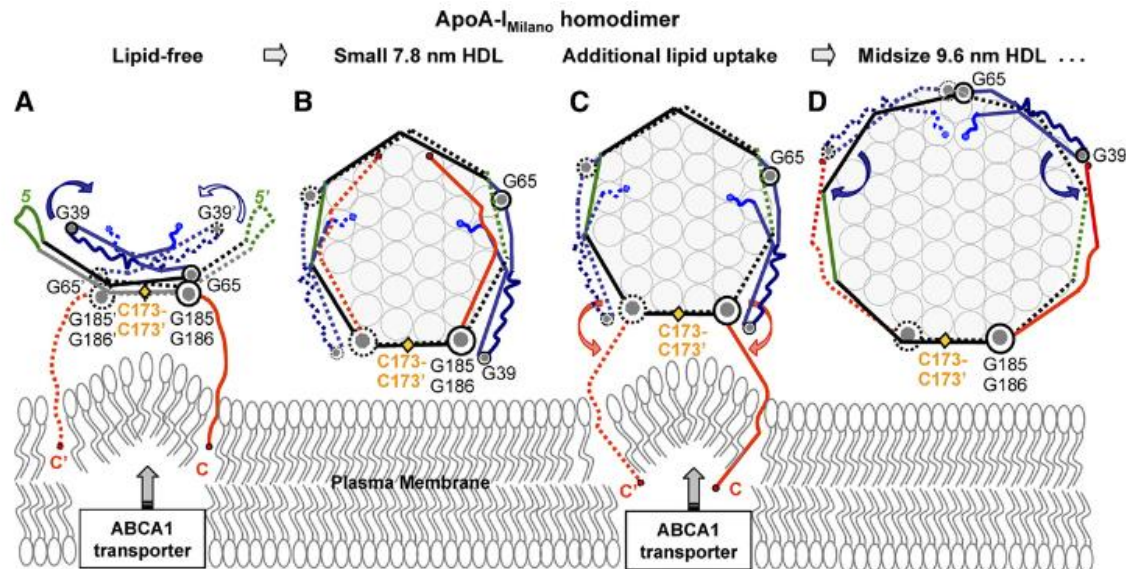 ApoA-I Milano homodimer
Lipid-free Small 7.8 nm HDL Additional lipid uptake Midsize 9.6 nm HDL ...
A
5
5'
G39
G39'
G65'
G65
C173-
C173'
G185
G186'
G185
G186
C'
C
ABCA1
transporter
B
G65
C173-
C173'
G185
G186
G39
Plasma Membrane
C
G65
C173-
C173'
C'
C
ABCA1
transporter
D
G65
G39
C173-
C173'
G185
G186